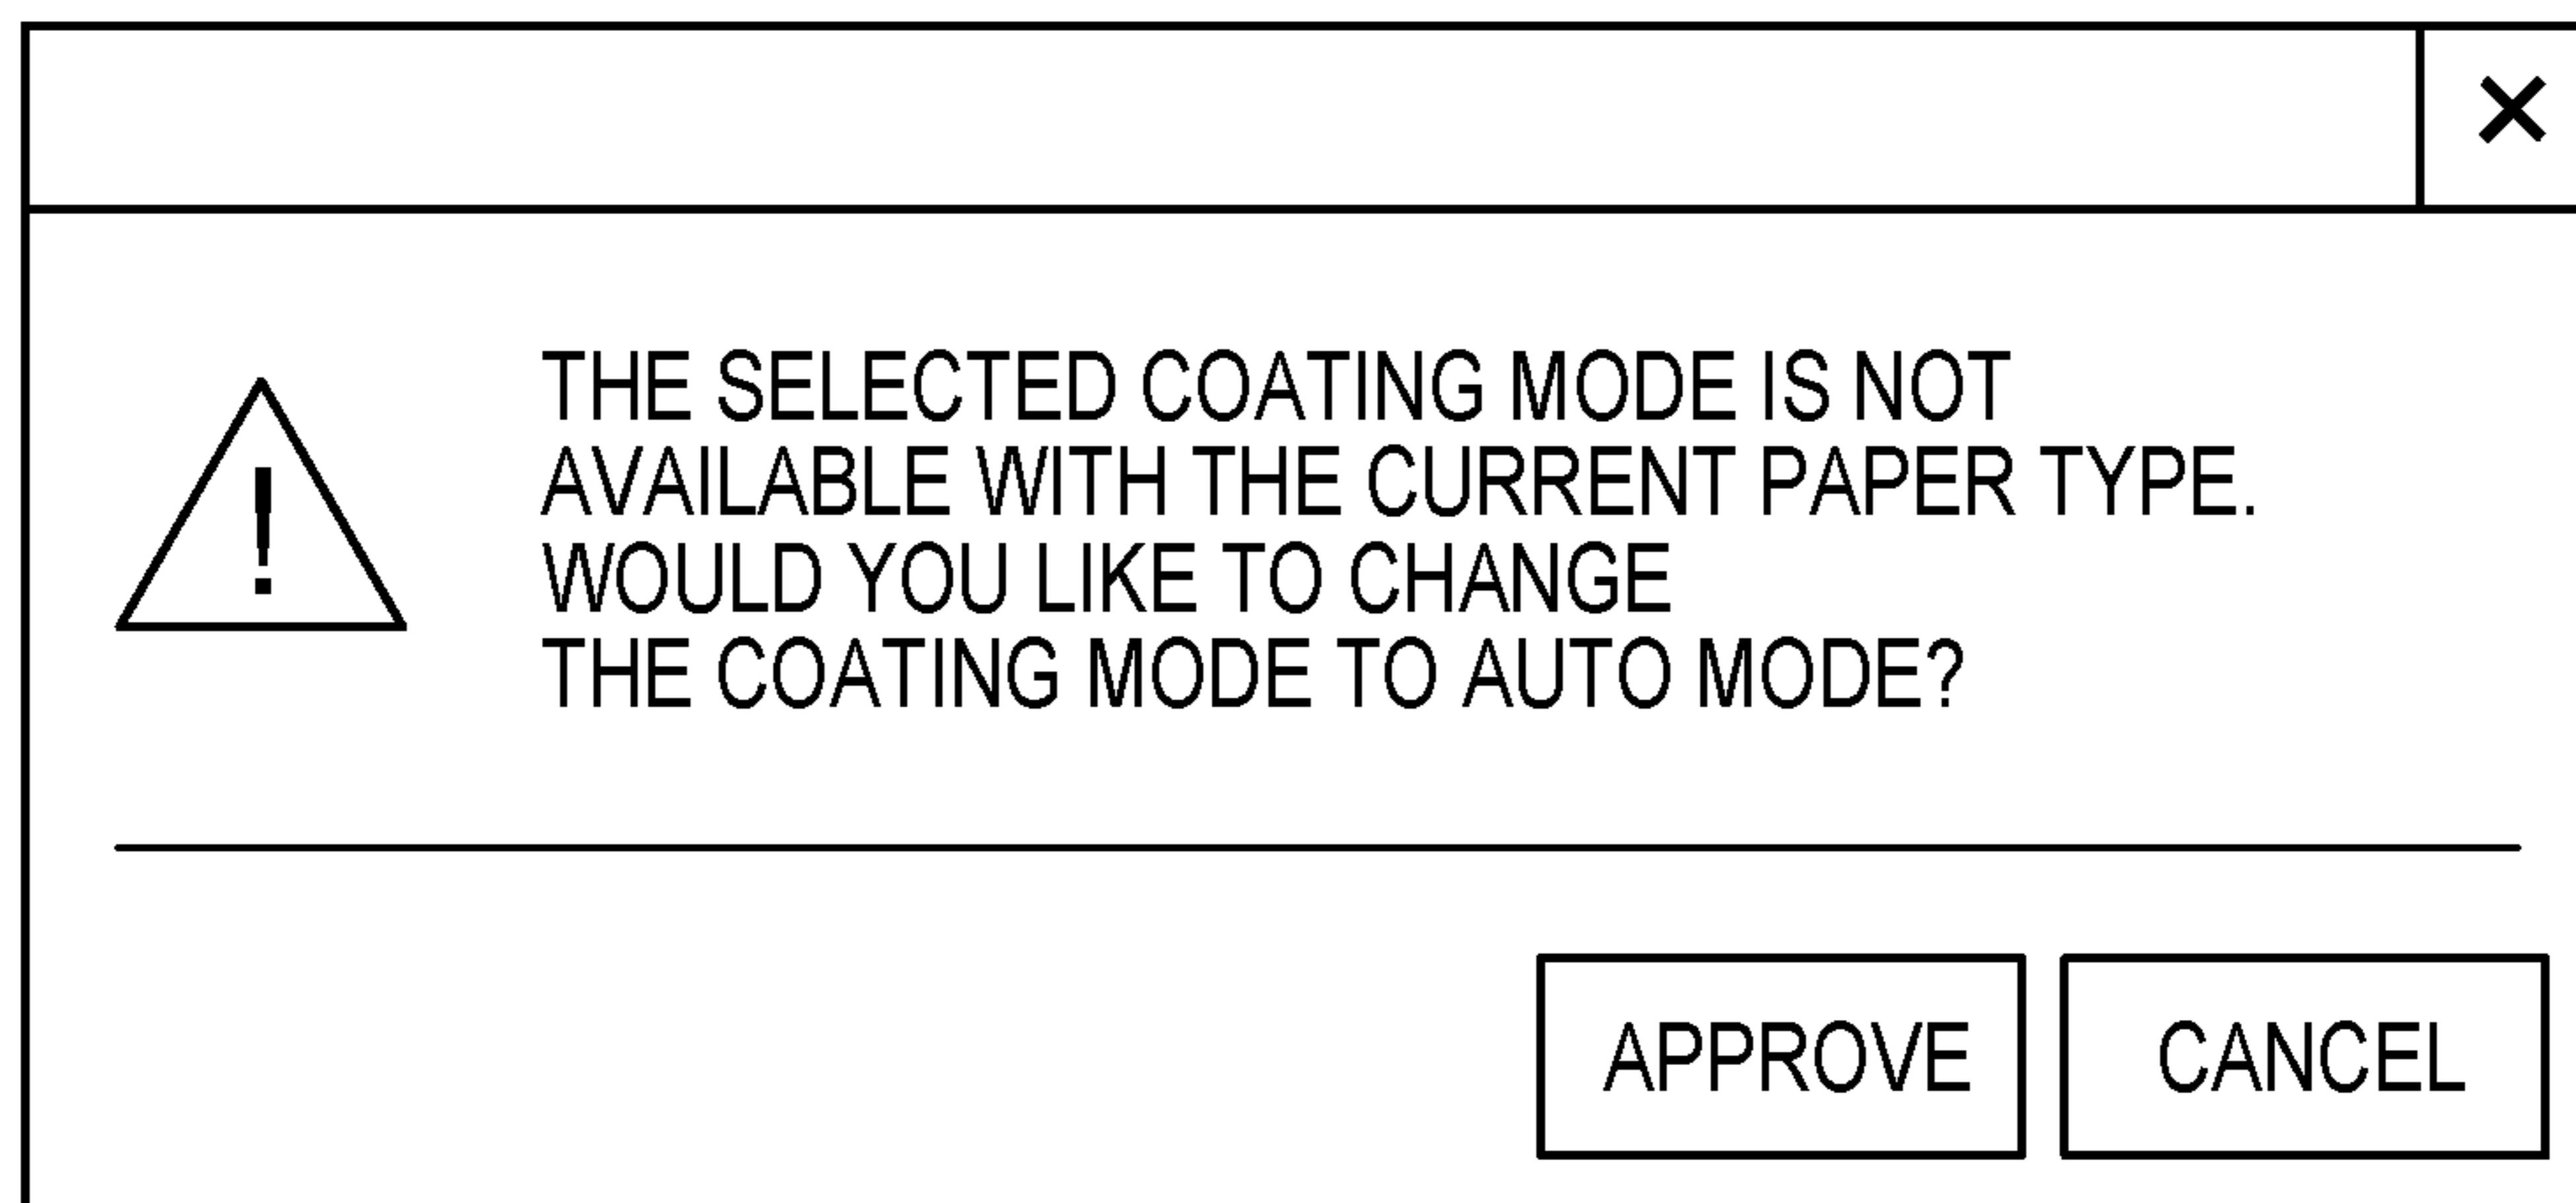 THE SELECTED COATING MODE IS NOT
AVAILABLE WITH THE CURRENT PAPER TYPE.
WOULD YOU LIKE TO CHANGE
THE COATING MODE TO AUTO MODE?
APPROVE
CANCEL